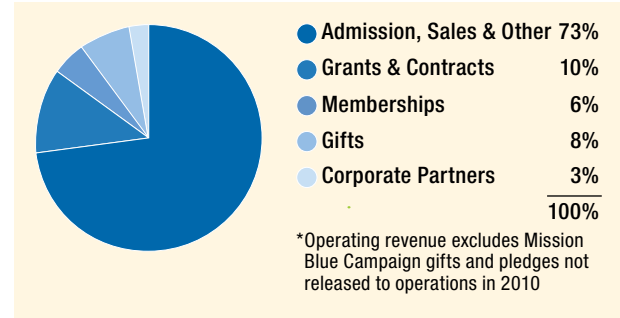 Admission, Sales & Other 73%
Grants & Contracts 10%
Memberships 6%
Gifts 8%
Corporate Partners 3%
100%
*Operating revenue excludes Mission
Blue Campaign gifts and pledges not
released to operations in 2010